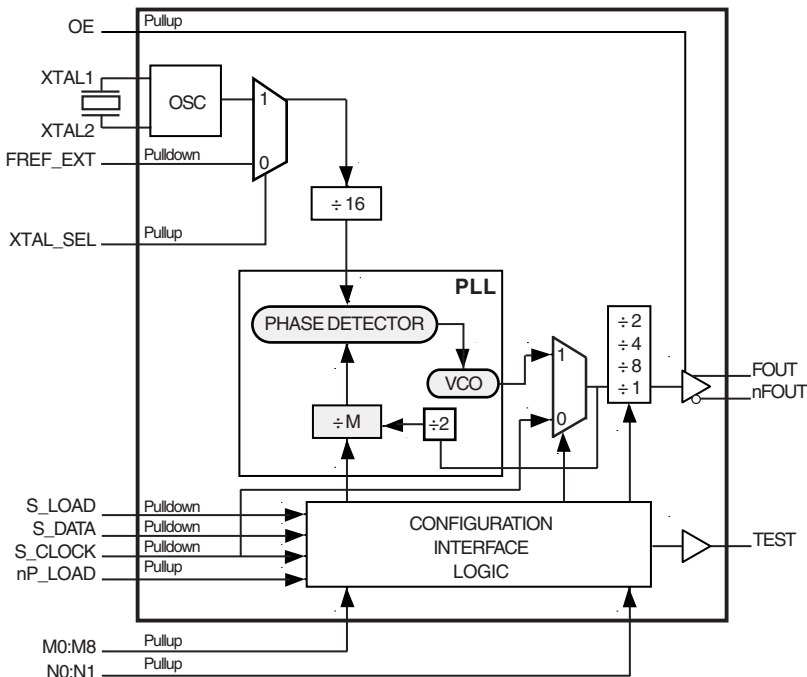 OE Pullup
XTAL1
OSC
XTAL2
1
FREF_EXT Pulldown
0
÷ 16
XTAL_SEL Pullup
PLL
PHASE DETECTOR
VCO
÷ M
÷2
1
0
÷ 2
÷ 4
÷ 8
÷ 1
FOUT
nFOUT
S_LOAD Pulldown
S_DATA Pulldown
S_CLOCK Pulldown
nP_LOAD Pullup
CONFIGURATION
INTERFACE
LOGIC
TEST
M0:M8 Pullup
N0:N1 Pullup